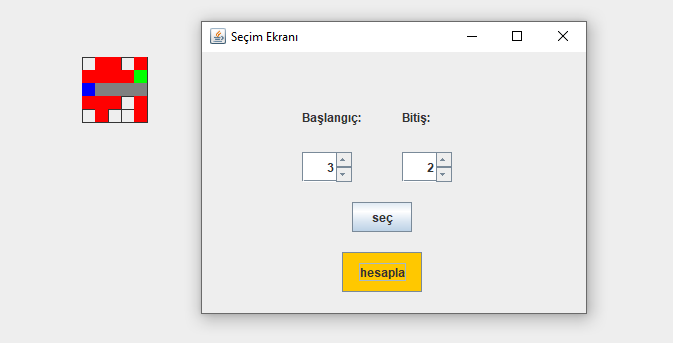 Seçim Ekranı
Başlangıç: Bitiş:
3 2
seç
hesapla